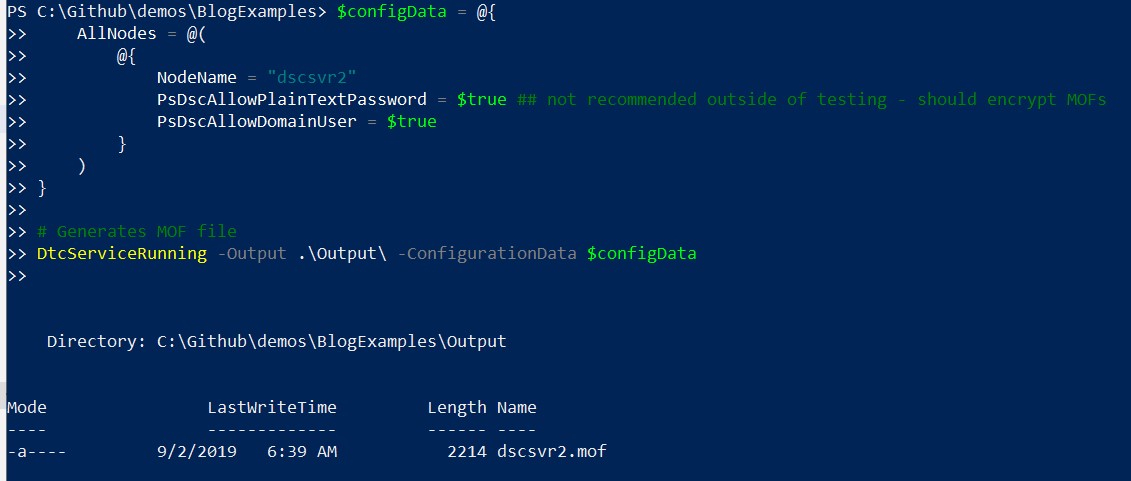 PS C:\Github\demos\BlogExamples> $configData = @{
>>     AllNodes = @(
>>         @{
>>             NodeName = "dscsvr2"
>>             PsDscAllowPlainTextPassword = $true ## not recommended outside of testing - should encrypt MOFs
>>             PsDscAllowDomainUser = $true
>>         }
>>     )
>> }
>>
>> # Generates MOF file
>> DtcServiceRunning -Output .\Output\ -ConfigurationData $configData
>>
    Directory: C:\Github\demos\BlogExamples\Output
Mode                LastWriteTime         Length Name
----                -------------         ------ ----
-a----         9/2/2019   6:39 AM           2214 dscsvr2.mof